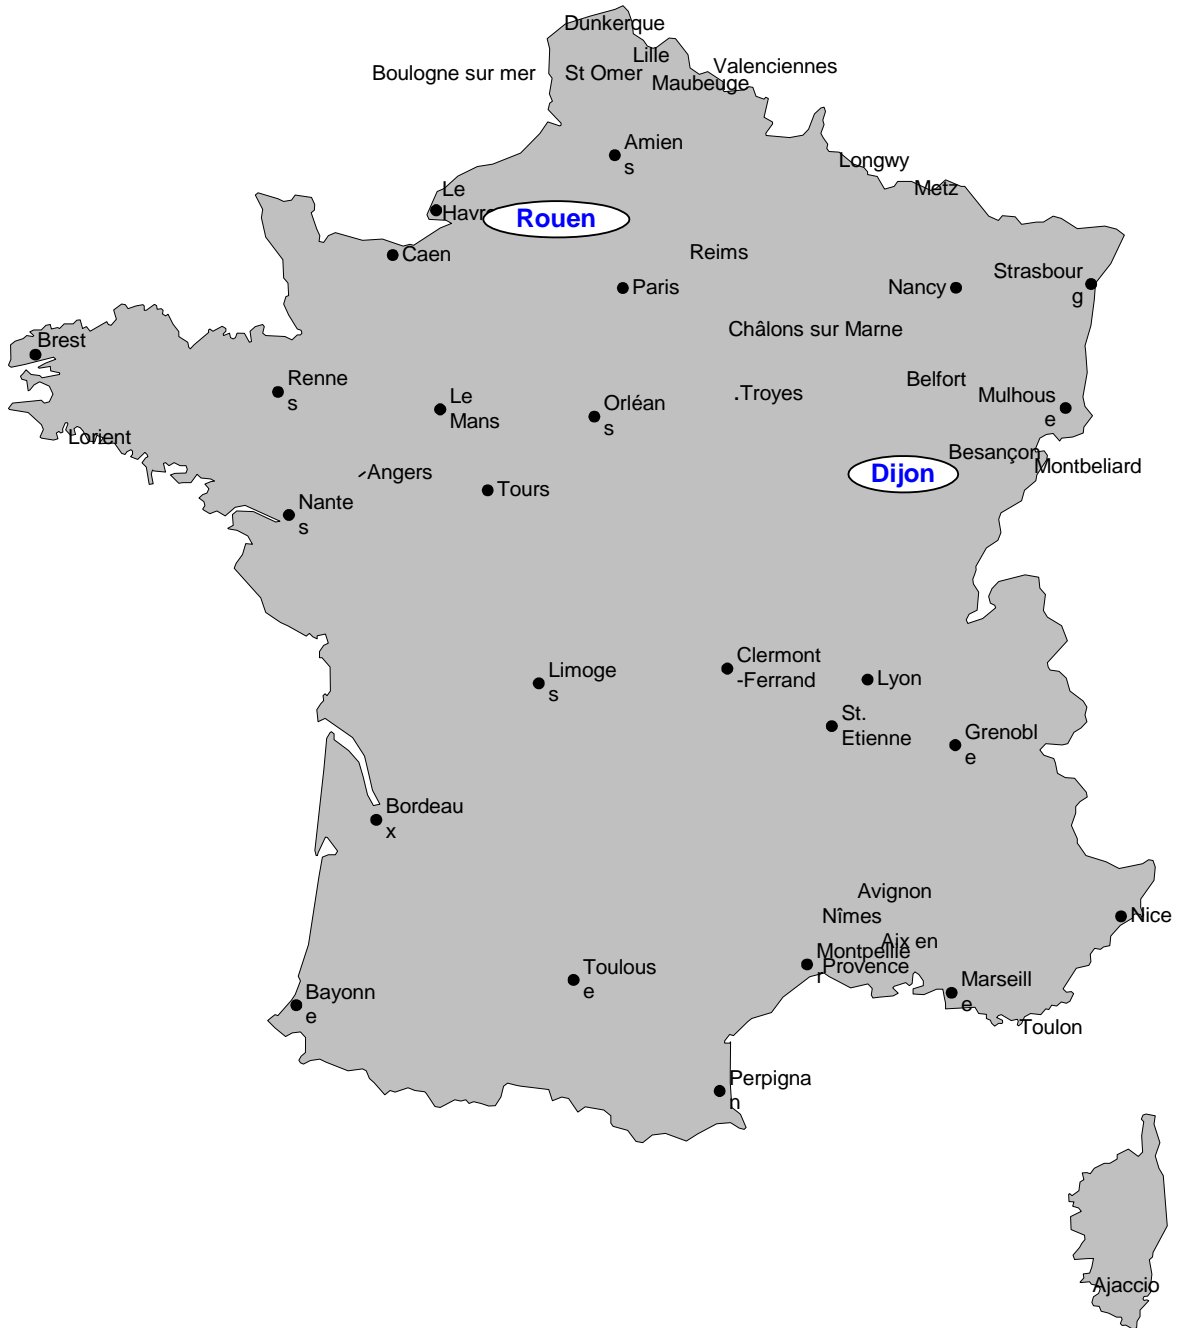 Dunkerque
Lille
Boulogne sur mer
St Omer
Valenciennes
Maubeuge
Amien
s
Longwy
Metz
Le
Havre
Rouen
Caen
Reims
Paris
Nancy
Strasbour
g
Châlons sur Marne
Brest
Renne
s
Le
Mans
Orléan
s
.Troyes
Belfort
Mulhous
e
Lorient
Angers
Besançon
Montbeliard
Dijon
Tours
Nante
s
Clermont
-Ferrand
Limoge
s
Lyon
St.
Etienne
Grenobl
e
Bordeau
x
Avignon
Nîmes
Nice
Aix en
Provence
Montpellie
r
Toulous
e
Marseill
e
Bayonn
e
Toulon
Perpigna
n
Ajaccio